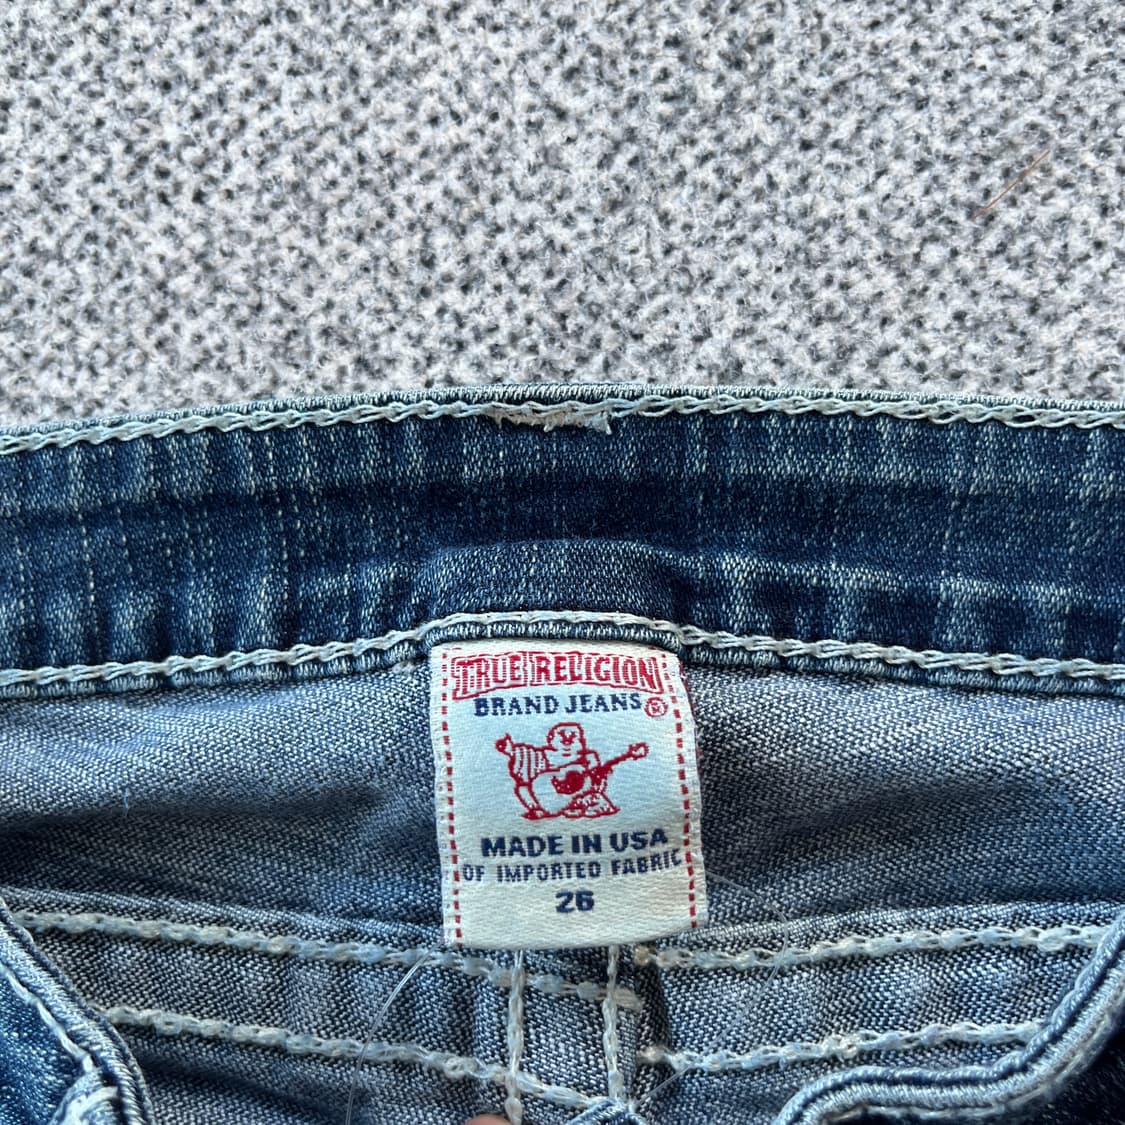 TRUE RELIGION
BRAND JEANS®
MADE IN USA
OF IMPORTED FABRIC
26